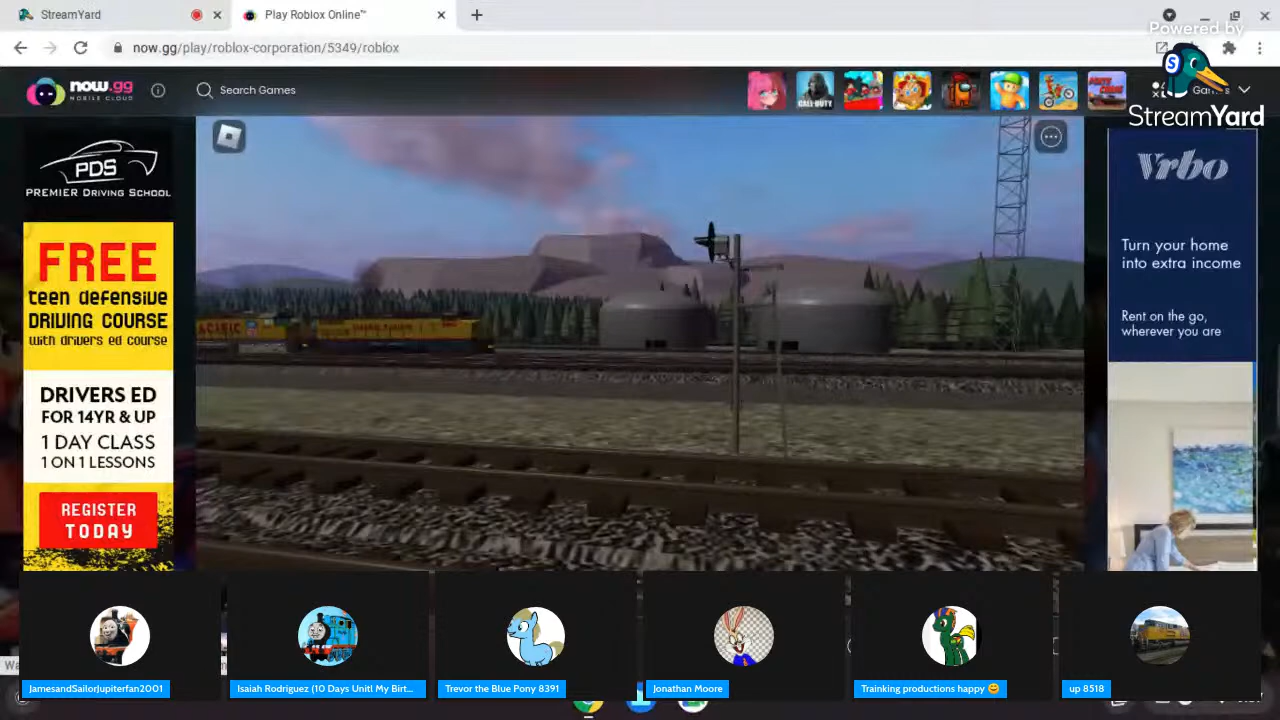 StreamYard
Play Roblox Online™
Powered by
now.gg/play/roblox-corporation/5349/roblox
now.gg
MOBILE CLOUD
Search Games
CALL·DUTY
Games
StreamYard
PDS
PREMIER DRIVING SCHOOL
FREE
teen defensive
DRIVING COURSE
with drivers ed course
DRIVERS ED
FOR 14YR & UP
1 DAY CLASS
1 ON 1 LESSONS
REGISTER
TODAY
Vrbo
Turn your home
into extra income
Rent on the go,
wherever you are
JamesandSailorJupiterfan2001
Isaiah Rodriguez (10 Days Unitl My Birt...
Trevor the Blue Pony 8391
Jonathan Moore
Trainking productions happy 😊
up 8518